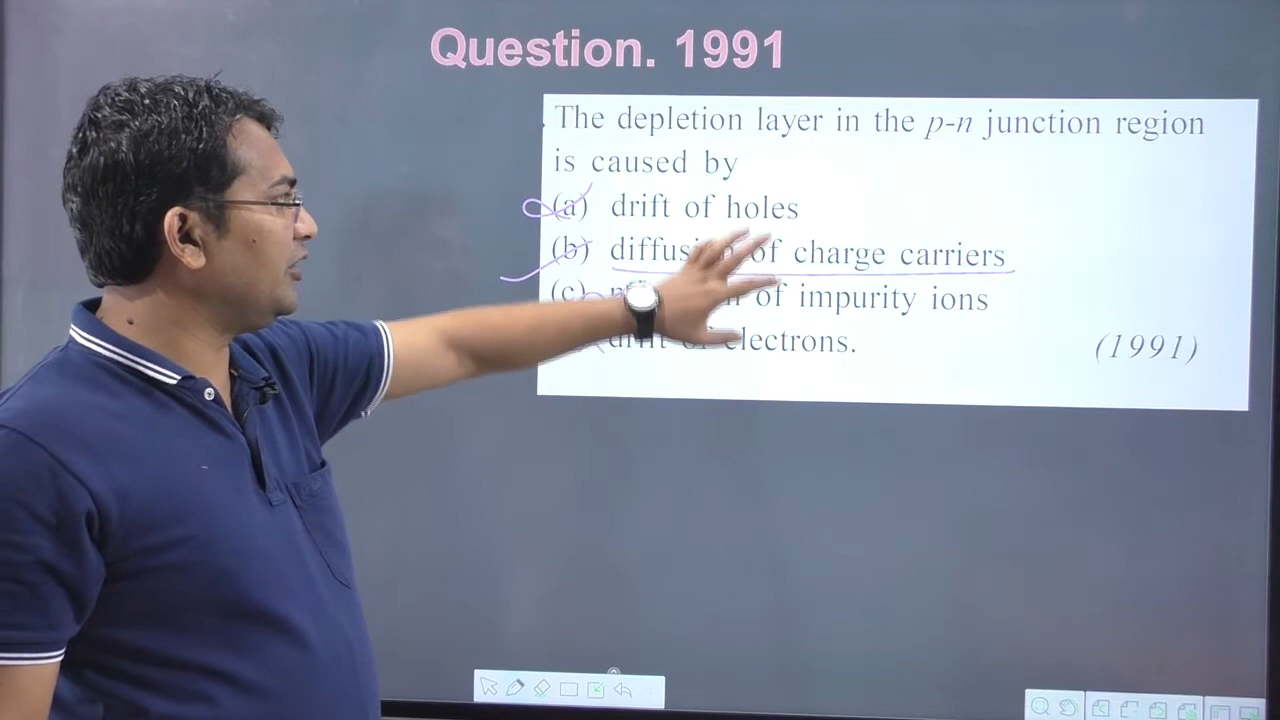 Question. 1991
The depletion layer in the p-n junction region
is caused by
(a) drift of holes
(b) of charge carriers
(c) of impurity ions
electrons. (1991)